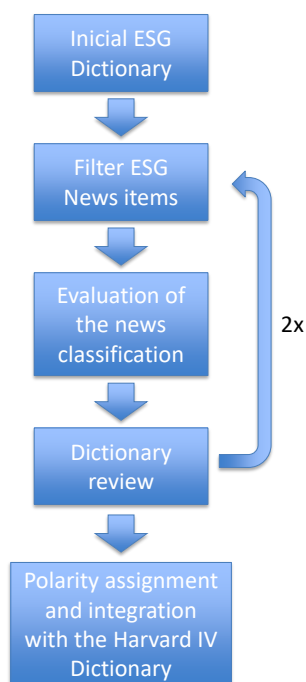 Inicial ESG
Dictionary
Filter ESG
News items
Evaluation of
the news
classification
2x
Dictionary
review
Polarity assignment
and integration
with the Harvard IV
Dictionary